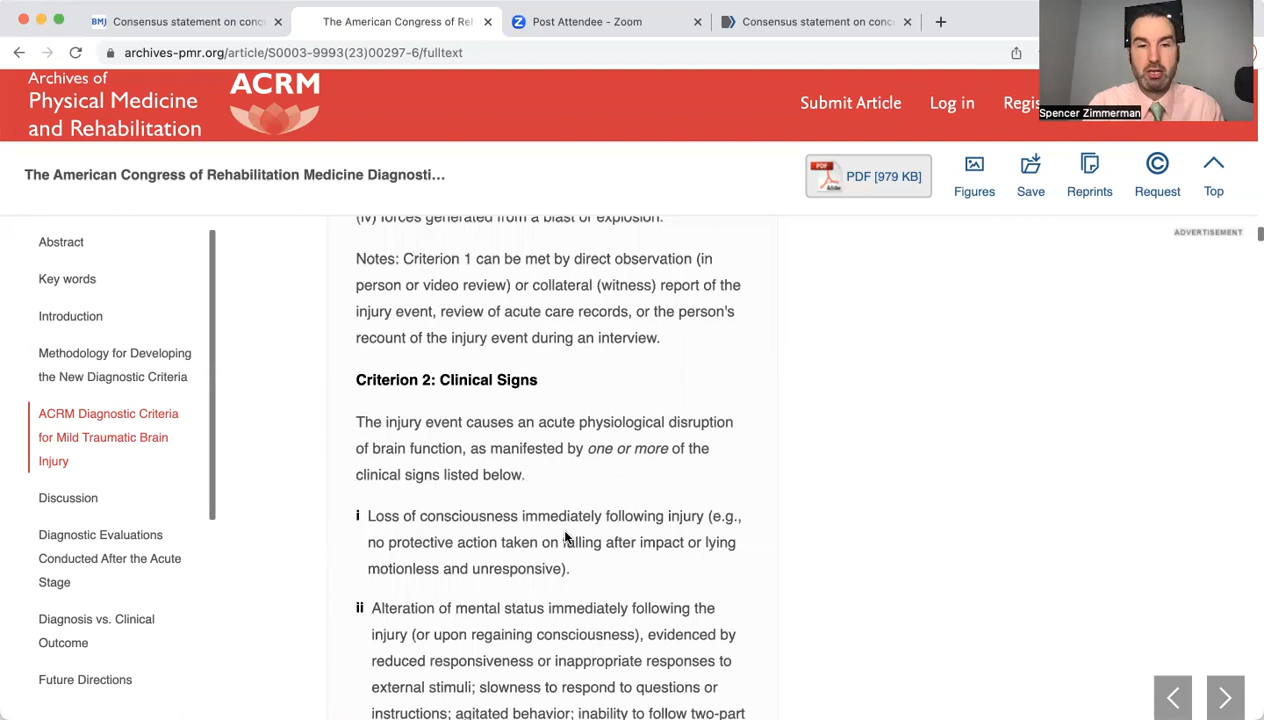 BMJ Consensus statement on conc
The American Congress of Reh
Post Attendee - Zoom
Consensus statement on conc
archives-pmr.org/article/S0003-9993(23)00297-6/fulltext
Archives of
Physical Medicine
and Rehabilitation
ACRM
Submit Article
Log in
Regis
Spencer Zimmerman
The American Congress of Rehabilitation Medicine Diagnosti...
PDF
Adobe
PDF [979 KB]
Figures
Save
Reprints
Request
Top
ADVERTISEMENT
Abstract
Key words
Introduction
Methodology for Developing
the New Diagnostic Criteria
ACRM Diagnostic Criteria
for Mild Traumatic Brain
Injury
Discussion
Diagnostic Evaluations
Conducted After the Acute
Stage
Diagnosis vs. Clinical
Outcome
Future Directions
(iv) forces generated from a blast or explosion.
Notes: Criterion 1 can be met by direct observation (in
person or video review) or collateral (witness) report of the
injury event, review of acute care records, or the person's
recount of the injury event during an interview.
Criterion 2: Clinical Signs
The injury event causes an acute physiological disruption
of brain function, as manifested by one or more of the
clinical signs listed below.
i Loss of consciousness immediately following injury (e.g.,
no protective action taken on falling after impact or lying
motionless and unresponsive).
ii Alteration of mental status immediately following the
injury (or upon regaining consciousness), evidenced by
reduced responsiveness or inappropriate responses to
external stimuli; slowness to respond to questions or
instructions; agitated behavior; inability to follow two-part